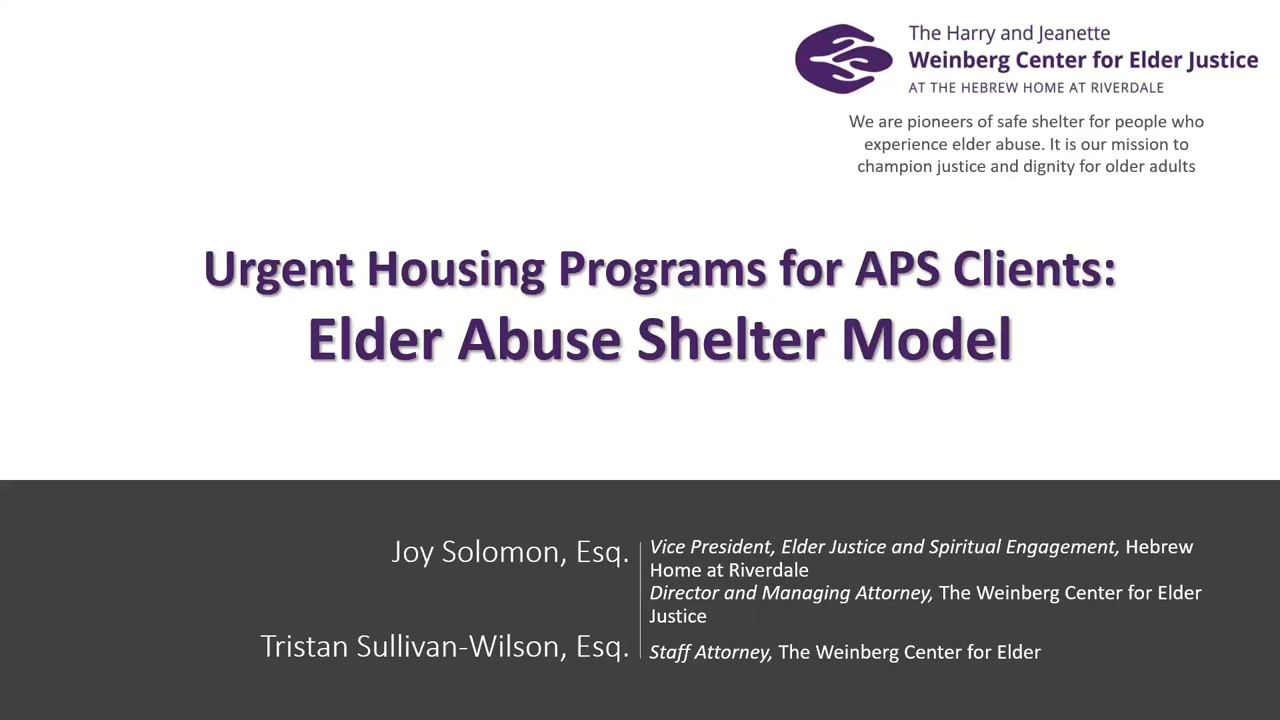 The Harry and Jeanette
Weinberg Center for Elder Justice
AT THE HEBREW HOME AT RIVERDALE
We are pioneers of safe shelter for people who
experience elder abuse. It is our mission to
champion justice and dignity for older adults
Urgent Housing Programs for APS Clients:
Elder Abuse Shelter Model
Joy Solomon, Esq.
Vice President, Elder Justice and Spiritual Engagement, Hebrew
Home at Riverdale
Director and Managing Attorney, The Weinberg Center for Elder
Justice
Tristan Sullivan-Wilson, Esq.
Staff Attorney, The Weinberg Center for Elder